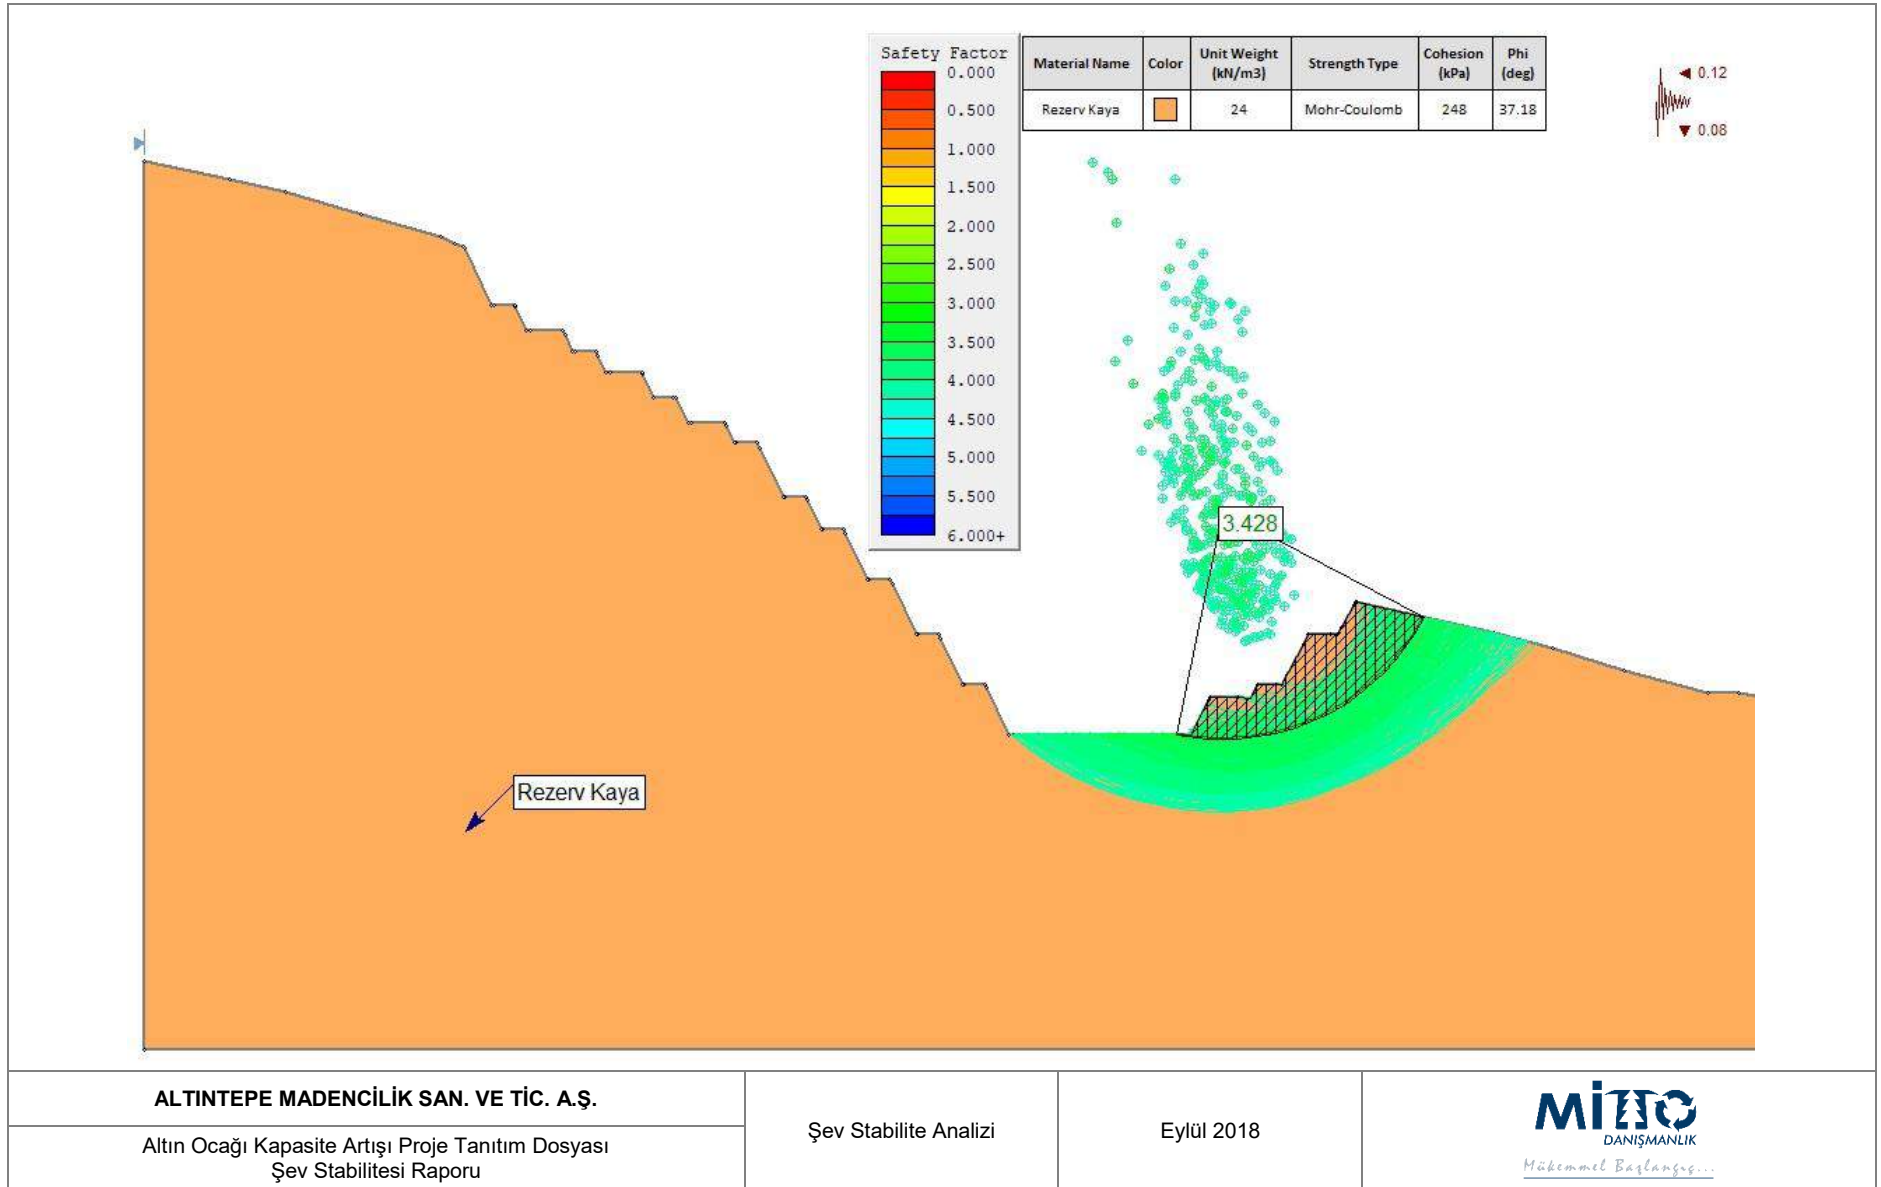 Safety Factor
0.000
0.500
1.000
1.500
2.000
2.500
3.000
3.500
4.000
4.500
5.000
5.500
6.000+
Material Name Color Unit Weight (kN/m3) Strength Type Cohesion (kPa) Phi (deg)
Rezerv Kaya 24 Mohr-Coulomb 248 37.18
0.12
0.08
3.428
Rezerv Kaya
ALTINTEPE MADENCİLİK SAN. VE TİC. A.Ş.
Altın Ocağı Kapasite Artışı Proje Tanıtım Dosyası
Şev Stabilitesi Raporu
Şev Stabilite Analizi
Eylül 2018
MİTTO
DANIŞMANLIK
Mükemmel Başlangıç...